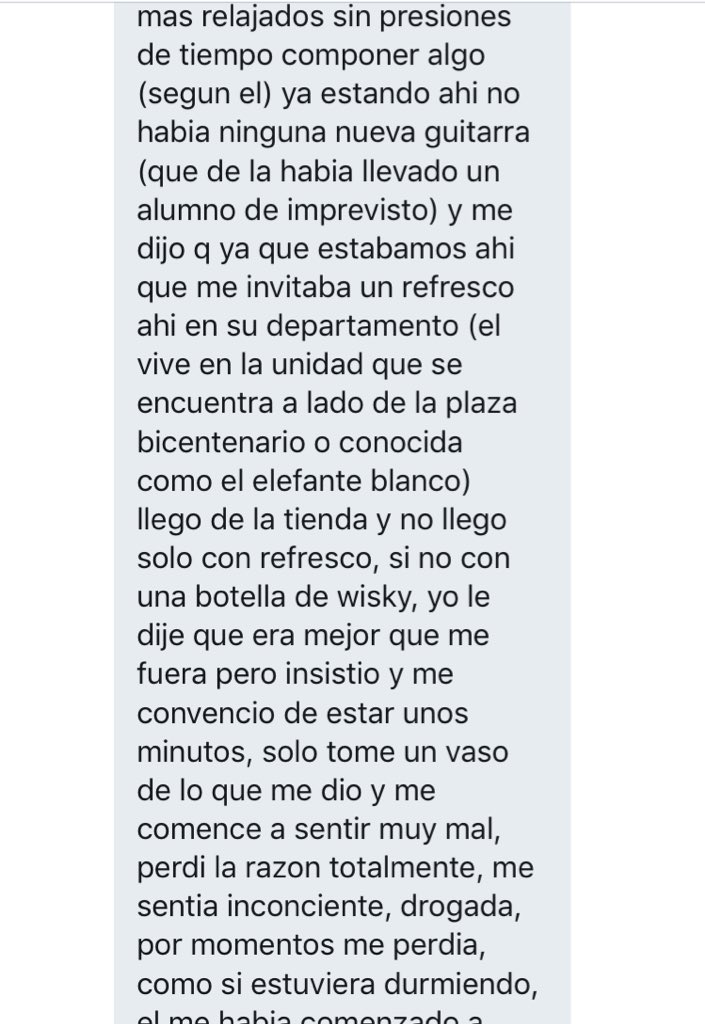 mas relajados sin presiones
de tiempo componer algo
(segun el) ya estando ahi no
habia ninguna nueva guitarra
(que de la habia llevado un
alumno de imprevisto) y me
dijo q ya que estabamos ahi
que me invitaba un refresco
ahi en su departamento (el
vive en la unidad que se
encuentra a lado de la plaza
bicentenario o conocida
como el elefante blanco)
llego de la tienda y no llego
solo con refresco, si no con
una botella de wisky, yo le
dije que era mejor que me
fuera pero insistio y me
convencio de estar unos
minutos, solo tome un vaso
de lo que me dio y me
comence a sentir muy mal,
perdi la razon totalmente, me
sentia inconciente, drogada,
por momentos me perdia,
como si estuviera durmiendo,
el me habia comenzado a